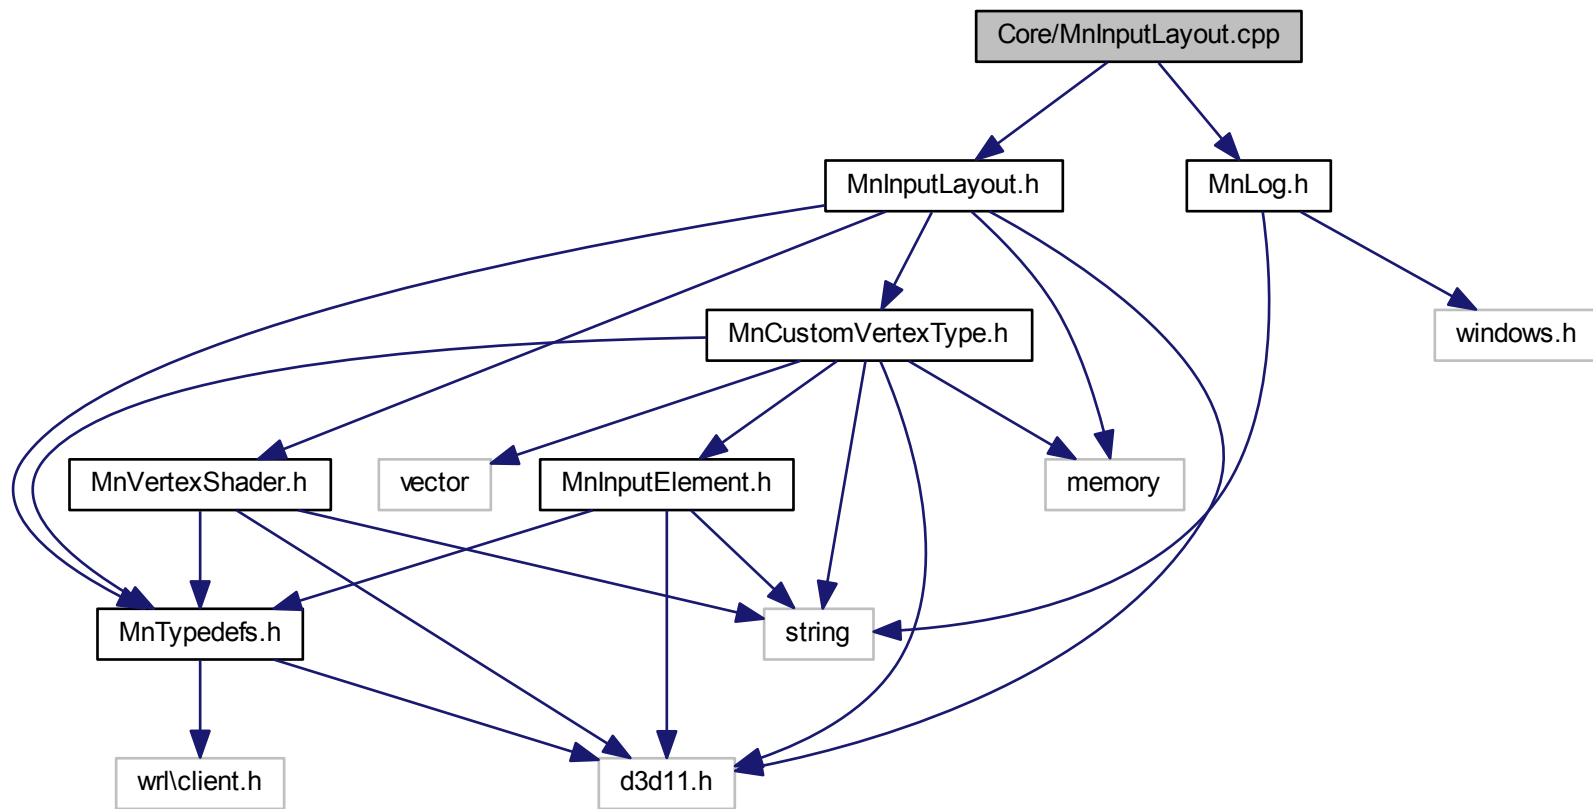 Core/MnInputLayout.cpp
MnInputLayout.h
MnLog.h
MnCustomVertexType.h
windows.h
MnVertexShader.h
vector
MnInputElement.h
memory
MnTypedefs.h
string
wrl\client.h
d3d11.h